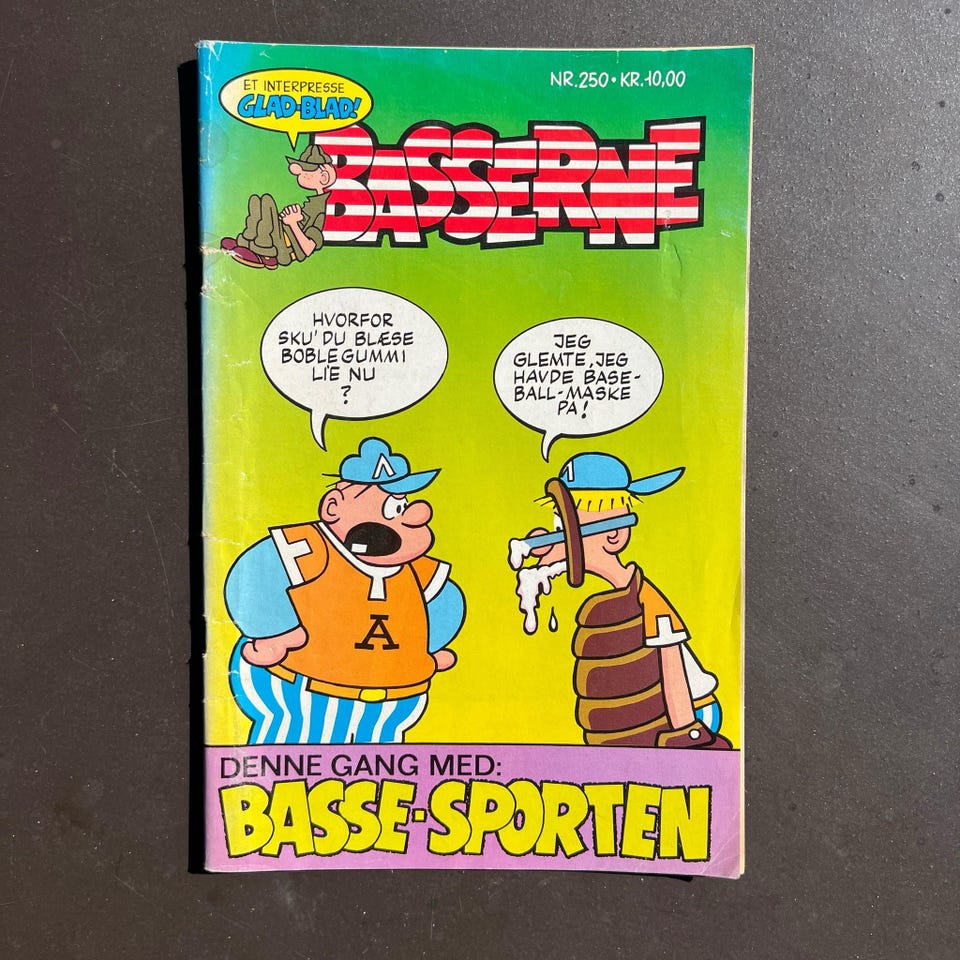 ET INTERPRESSE
GLAD-BLAD!
NR.250 • KR.10,00
BASSERNE
HVORFOR
SKU' DU BLÆSE
BOBLEGUMMI
LI'E NU
?
JEG
GLEMTE, JEG
HAVDE BASE-
BALL-MASKE
PÅ!
A
A
DENNE GANG MED:
BASSE-SPORTEN